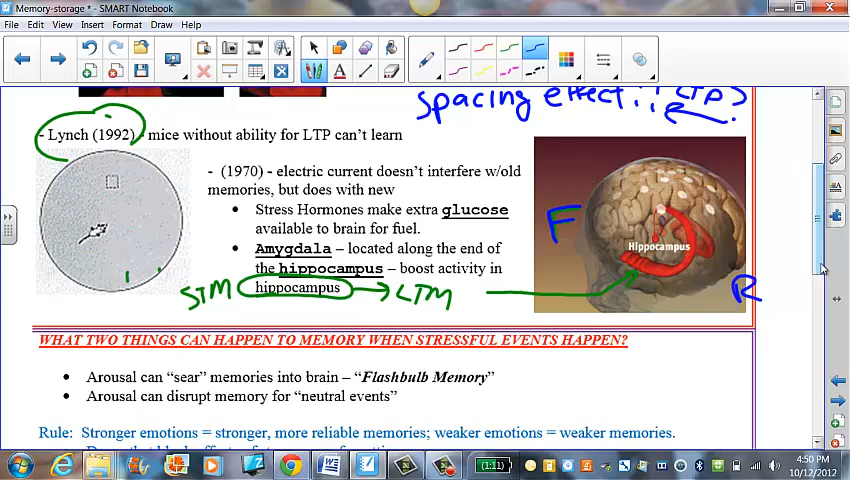 Memory-storage * - SMART Notebook
File Edit View Insert Format Draw Help
spacing effect!! LTP?
- Lynch (1992) - mice without ability for LTP can't learn
- (1970) - electric current doesn't interfere w/old
memories, but does with new
• Stress Hormones make extra glucose
available to brain for fuel.
• Amygdala – located along the end of
the hippocampus – boost activity in
hippocampus
STM
LTM
F
Hippocampus
R
WHAT TWO THINGS CAN HAPPEN TO MEMORY WHEN STRESSFUL EVENTS HAPPEN?
• Arousal can "sear" memories into brain – "Flashbulb Memory"
• Arousal can disrupt memory for "neutral events"
Rule: Stronger emotions = stronger, more reliable memories; weaker emotions = weaker memories.
(1:11)
4:50 PM
10/12/2012